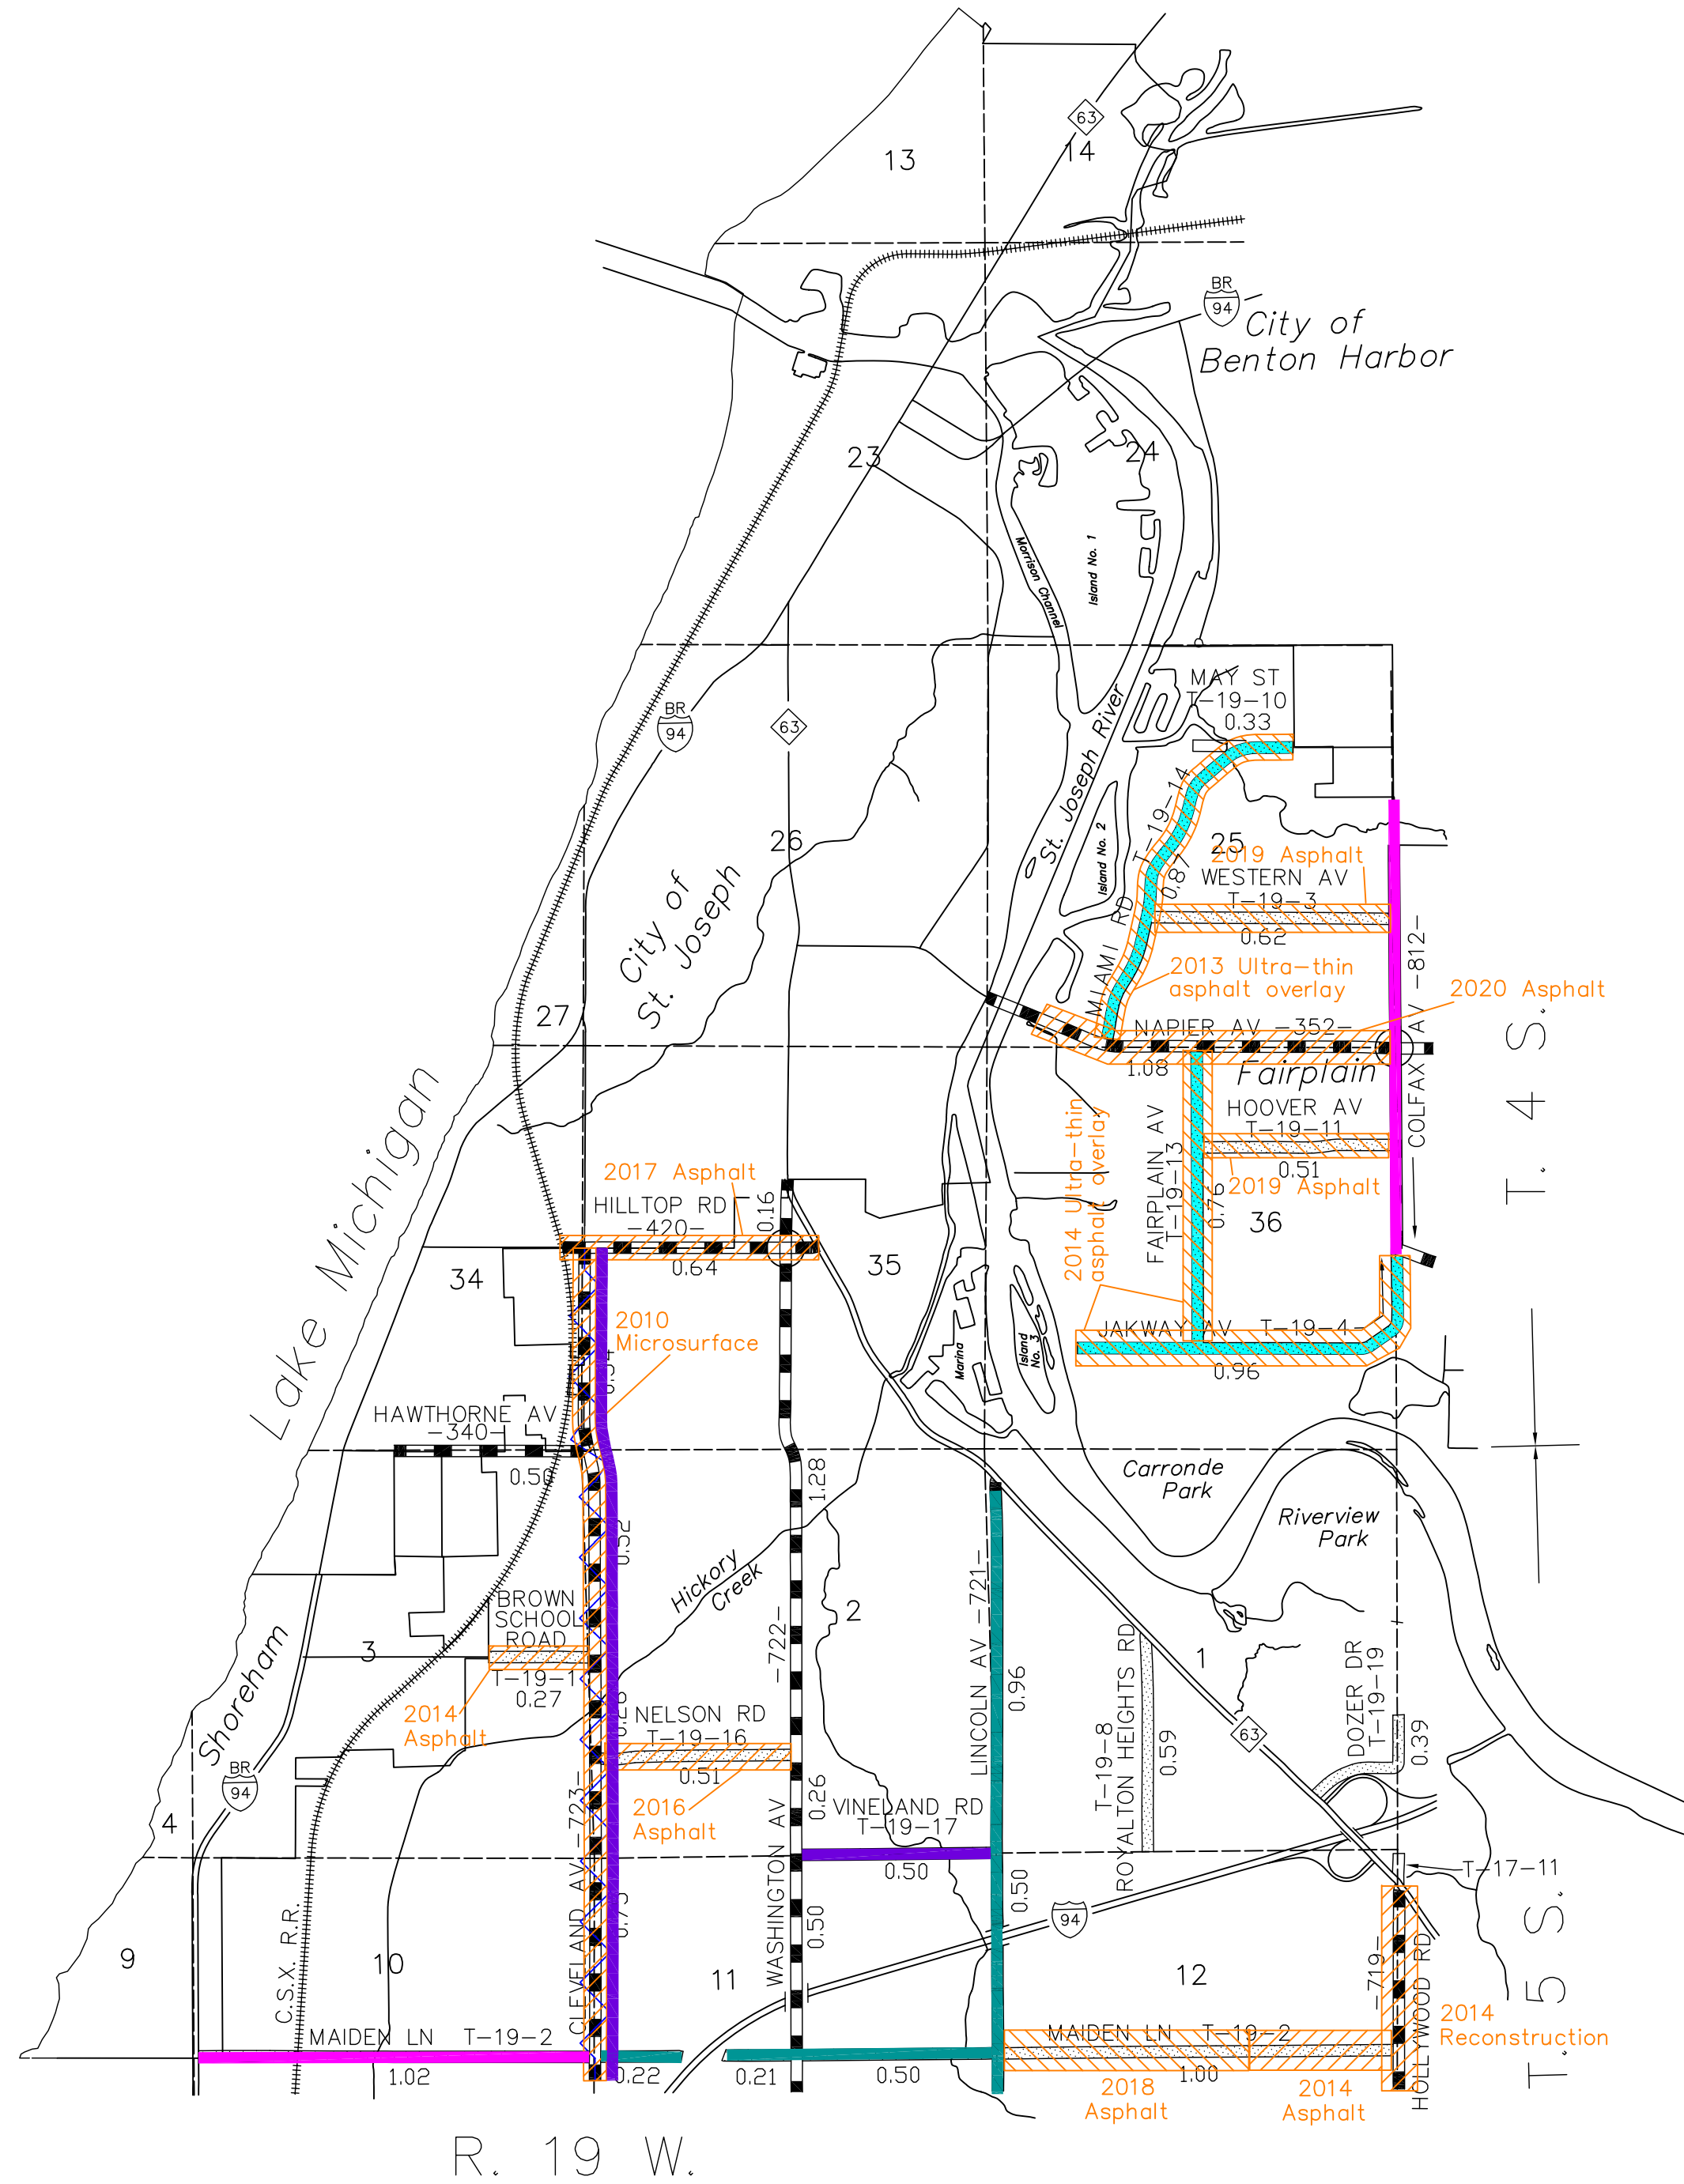 63
14
13
BR
94
City of
Benton Harbor
23
24
Morrison Channel
Island No. 1
MAY ST
T-19-10
0.33
BR
94
63
St. Joseph River
T-19-14
26
Island No. 2
25
0.87
2019 Asphalt
WESTERN AV
T-19-3
0.62
City of
St. Joseph
MIAMI RD
COLFAX AV -812-
2013 Ultra-thin
asphalt overlay
2020 Asphalt
27
NAPIER AV -352-
1.08
Fairplain
T. 4 S.
Lake Michigan
HOOVER AV
T-19-11
0.51
2014 Ultra-thin
asphalt overlay
FAIRPLAIN AV
T-19-13
0.76
2019 Asphalt
36
2017 Asphalt
HILLTOP RD
-420-
0.16
0.64
35
34
2010
Microsurface
Marina
Island
No. 3
JAKWAY AV T-19-4-
0.96
HAWTHORNE AV
-340-
0.50
1.28
Carronde
Park
Riverview
Park
0.52
Hickory
Creek
-722-
2
LINCOLN AV -721-
0.96
BROWN
SCHOOL
ROAD
T-19-1
0.27
3
Shoreham
2014
Asphalt
NELSON RD
T-19-16
0.51
2016
Asphalt
1
ROYALTON HEIGHTS RD
T-19-8
0.59
63
DOZER DR
T-19-19
0.39
BR
94
4
0.26
VINELAND RD
T-19-17
0.50
T-17-11
CLEVELAND AV -723-
0.75
WASHINGTON AV
0.50
0.50
94
9
10
C.S.X. R.R.
11
12
-719-
HOLLYWOOD RD
2014
Reconstruction
T. 5 S.
MAIDEN LN T-19-2
1.02
0.22
0.21
0.50
MAIDEN LN T-19-2
1.00
2018
Asphalt
2014
Asphalt
R. 19 W.